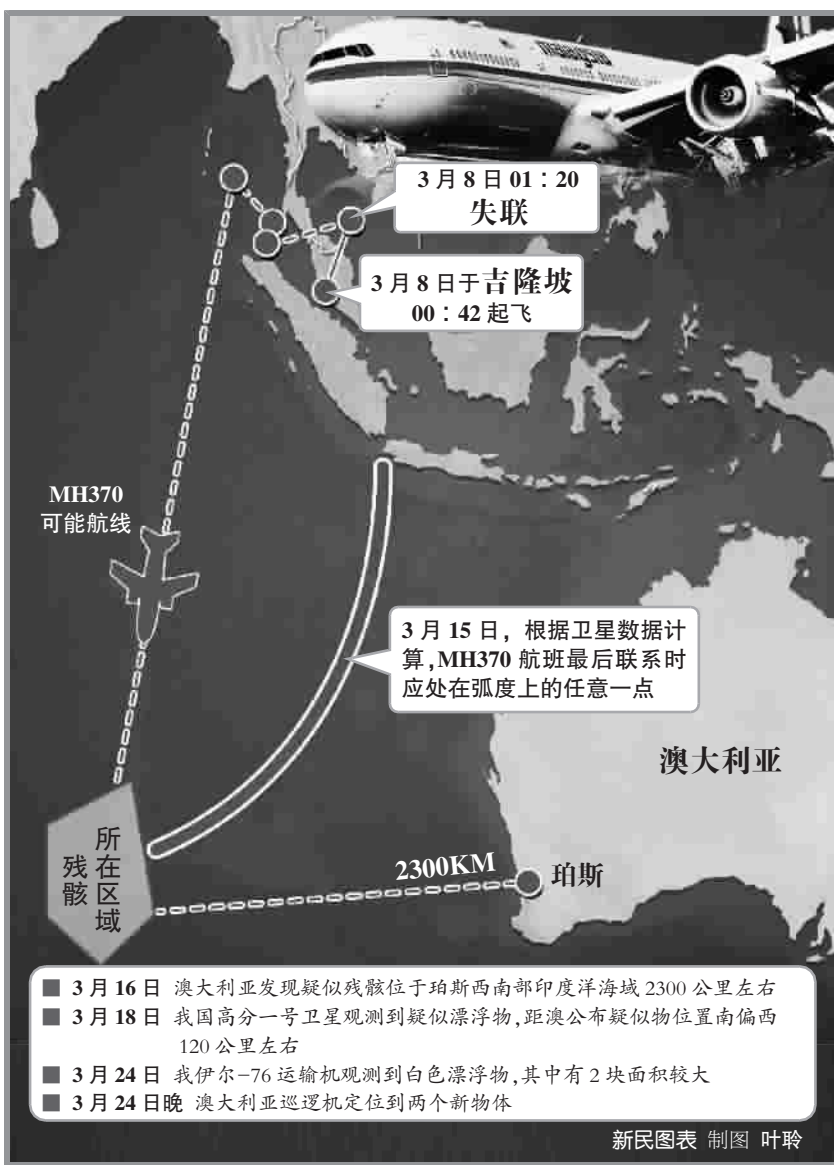 3月8日 01：20
失联
3月8日于吉隆坡
00：42起飞
MH370
可能航线
3月15日，根据卫星数据计
算，MH370航班最后联系时
应处在弧度上的任意一点
澳大利亚
残骸
所在区域
2300KM
珀斯
■ 3月16日 澳大利亚发现疑似残骸位于珀斯西南部印度洋海域2300公里左右
■ 3月18日 我国高分一号卫星观测到疑似漂浮物，距澳公布疑似物位置南偏西
120公里左右
■ 3月24日 我伊尔-76运输机观测到白色漂浮物，其中有2块面积较大
■ 3月24日晚 澳大利亚巡逻机定位到两个新物体
新民图表 制图 叶聆